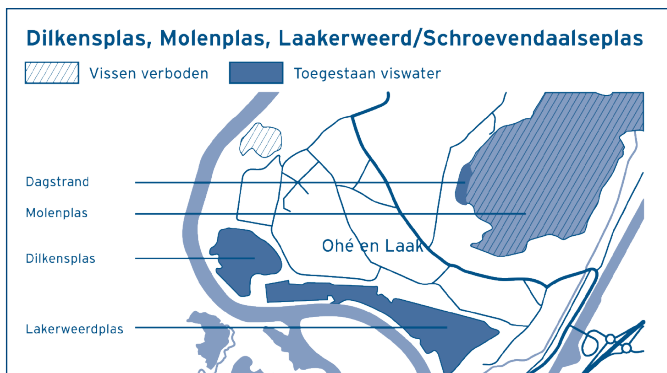 Dilkensplas, Molenplas, Laakerweerd/Schroevendaalseplas
Vissen verboden
Toegestaan viswater
Dagstrand
Molenplas
Dilkensplas
Ohé en Laak
Lakerweerdplas